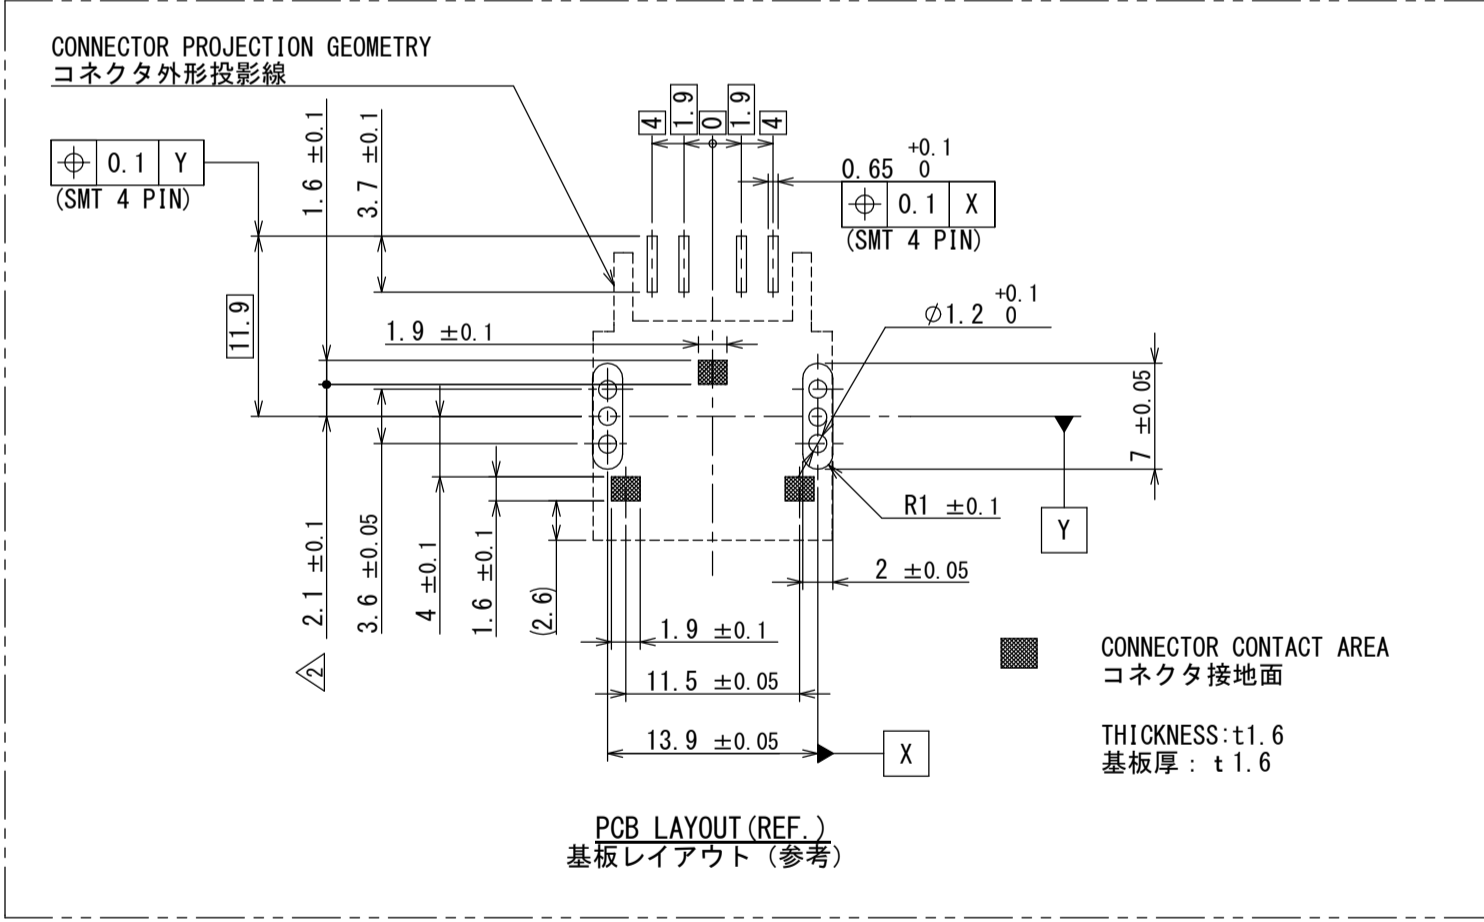 CONNECTOR PROJECTION GEOMETRY
コネクタ外形投影線
⌖ 0.1 Y
(SMT 4 PIN)
1.6 ±0.1
3.7 ±0.1
4
1.9
0
1.9
4
0.65 +0.1 0
⌖ 0.1 X
(SMT 4 PIN)
11.9
1.9 ±0.1
∅1.2 +0.1 0
7 ±0.05
R1 ±0.1
Y
2 ±0.05
2.1 ±0.1
3.6 ±0.05
4 ±0.1
1.6 ±0.1
(2.6)
2
1.9 ±0.1
11.5 ±0.05
13.9 ±0.05
X
CONNECTOR CONTACT AREA
コネクタ接地面
THICKNESS:t1.6
基板厚：t1.6
PCB LAYOUT(REF.)
基板レイアウト（参考）